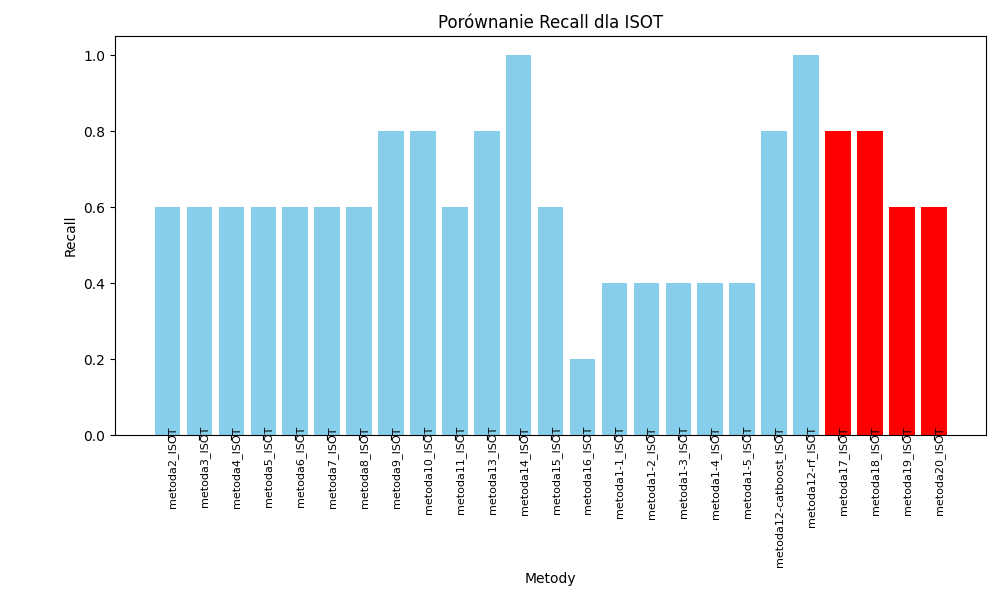 Porównanie Recall dla ISOT
Recall
1.0
0.8
0.6
0.4
0.2
0.0
metoda2_ISOT
metoda3_ISOT
metoda4_ISOT
metoda5_ISOT
metoda6_ISOT
metoda7_ISOT
metoda8_ISOT
metoda9_ISOT
metoda10_ISOT
metoda11_ISOT
metoda13_ISOT
metoda14_ISOT
metoda15_ISOT
metoda16_ISOT
metoda1-1_ISOT
metoda1-2_ISOT
metoda1-3_ISOT
metoda1-4_ISOT
metoda1-5_ISOT
metoda12-catboost_ISOT
metoda12-rf_ISOT
metoda17_ISOT
metoda18_ISOT
metoda19_ISOT
metoda20_ISOT
Metody